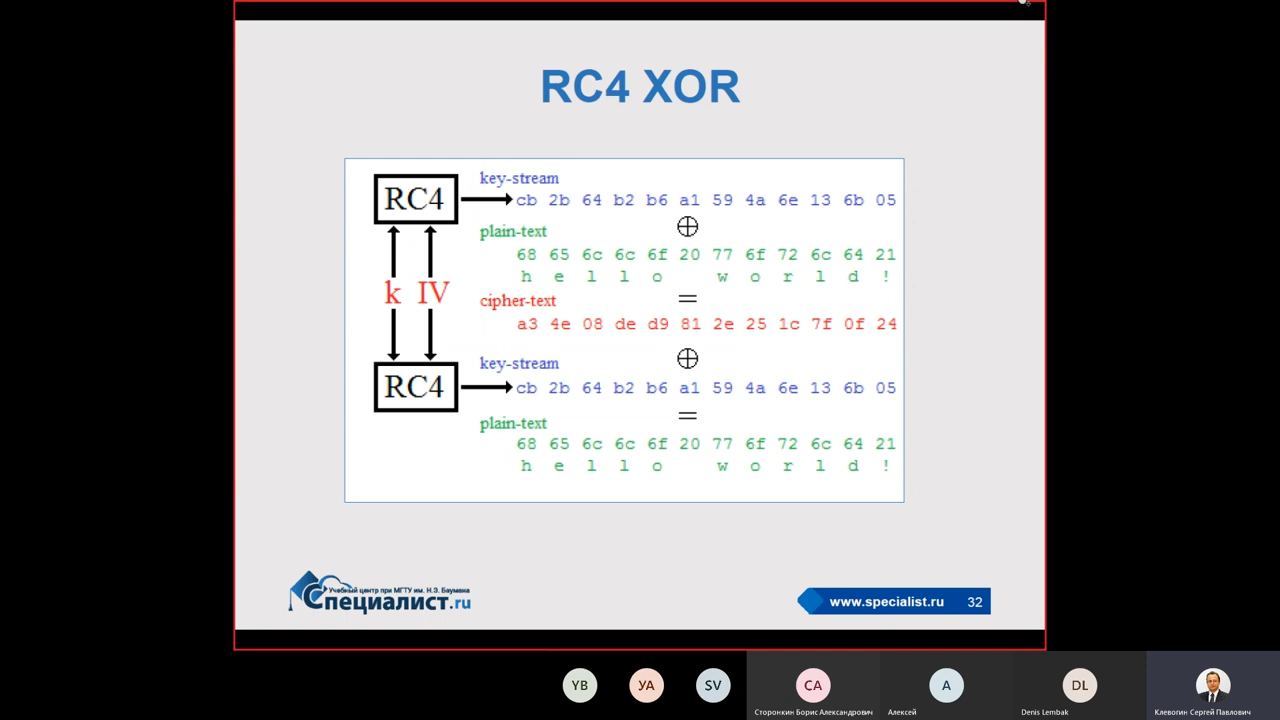 RC4 XOR
RC4
key-stream
cb 2b 64 b2 b6 a1 59 4a 6e 13 6b 05
⊕
plain-text
68 65 6c 6c 6f 20 77 6f 72 6c 64 21
h e l l o w o r l d !
k IV
=
cipher-text
a3 4e 08 de d9 81 2e 25 1c 7f 0f 24
⊕
RC4
key-stream
cb 2b 64 b2 b6 a1 59 4a 6e 13 6b 05
=
plain-text
68 65 6c 6c 6f 20 77 6f 72 6c 64 21
h e l l o w o r l d !
Учебный центр при МГТУ им. Н.Э. Баумана
Специалист.ru
www.specialist.ru 32
YB УА SV CA A DL
Сторонкин Борис Александрович Алексей Denis Lembak Клевогин Сергей Павлович